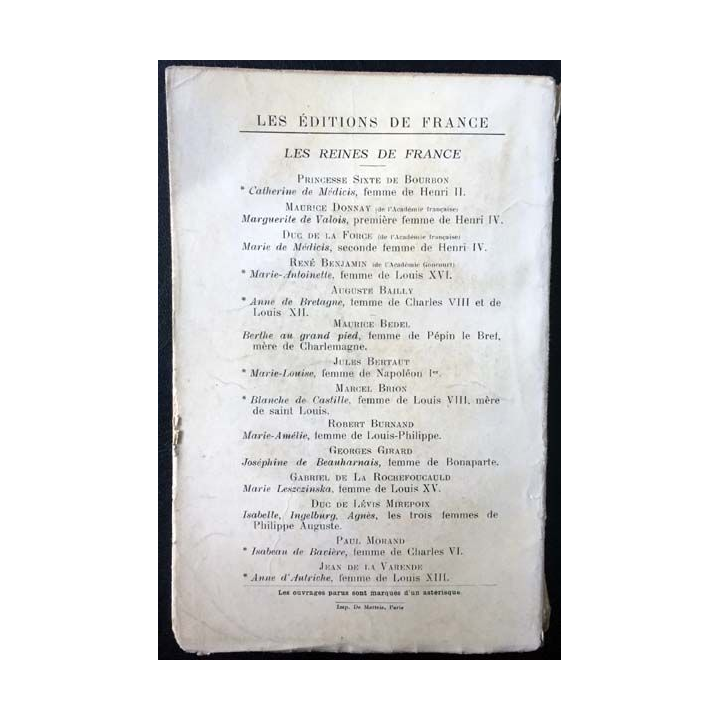 LES ÉDITIONS DE FRANCE
LES REINES DE FRANCE
PRINCESSE SIXTE DE BOURBON
* Catherine de Médicis, femme de Henri II.
MAURICE DONNAY (de l'Académie française)
Marguerite de Valois, première femme de Henri IV.
DUC DE LA FORCE (de l'Académie française)
Marie de Médicis, seconde femme de Henri IV.
RENÉ BENJAMIN (de l'Académie Goncourt)
* Marie-Antoinette, femme de Louis XVI.
AUGUSTE BAILLY
* Anne de Bretagne, femme de Charles VIII et de
Louis XII.
MAURICE BEDEL
Berthe au grand pied, femme de Pépin le Bref,
mère de Charlemagne.
JULES BERTAUT
* Marie-Louise, femme de Napoléon Ier.
MARCEL BRION
* Blanche de Castille, femme de Louis VIII, mère
de saint Louis.
ROBERT BURNAND
Marie-Amélie, femme de Louis-Philippe.
GEORGES GIRARD
Joséphine de Beauharnais, femme de Bonaparte.
GABRIEL DE LA ROCHEFOUCAULD
Marie Leszczinska, femme de Louis XV.
DUC DE LÉVIS MIREPOIX
Isabelle, Ingelburg, Agnès, les trois femmes de
Philippe Auguste.
PAUL MORAND
* Isabeau de Bavière, femme de Charles VI.
JEAN DE LA VARENDE
* Anne d'Autriche, femme de Louis XIII.
Les ouvrages parus sont marqués d'un astérisque.
Imp. De Matteis, Paris